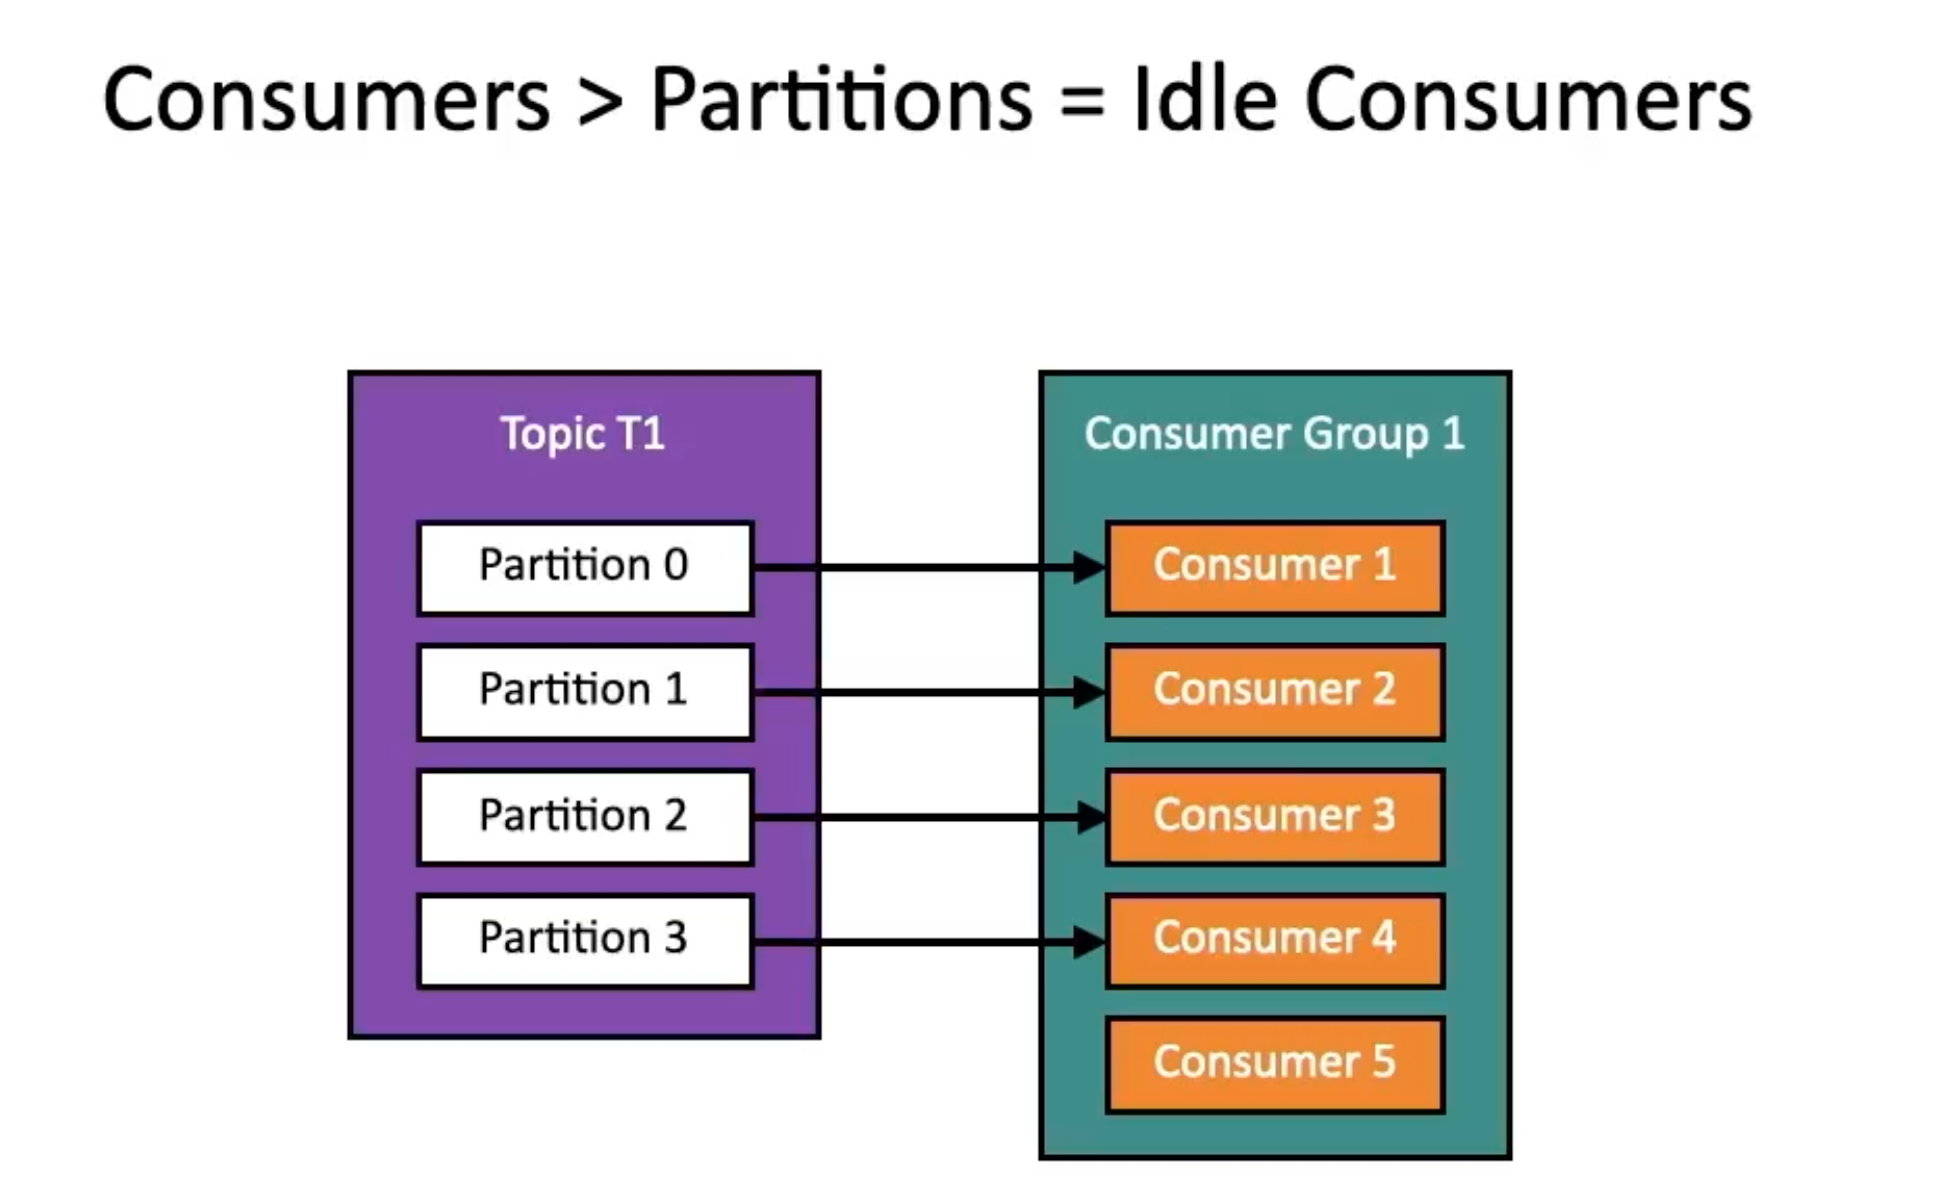 Consumers > Partitions = Idle Consumers
Topic T1
Partition 0
Partition 1
Partition 2
Partition 3
Consumer Group 1
Consumer 1
Consumer 2
Consumer 3
Consumer 4
Consumer 5